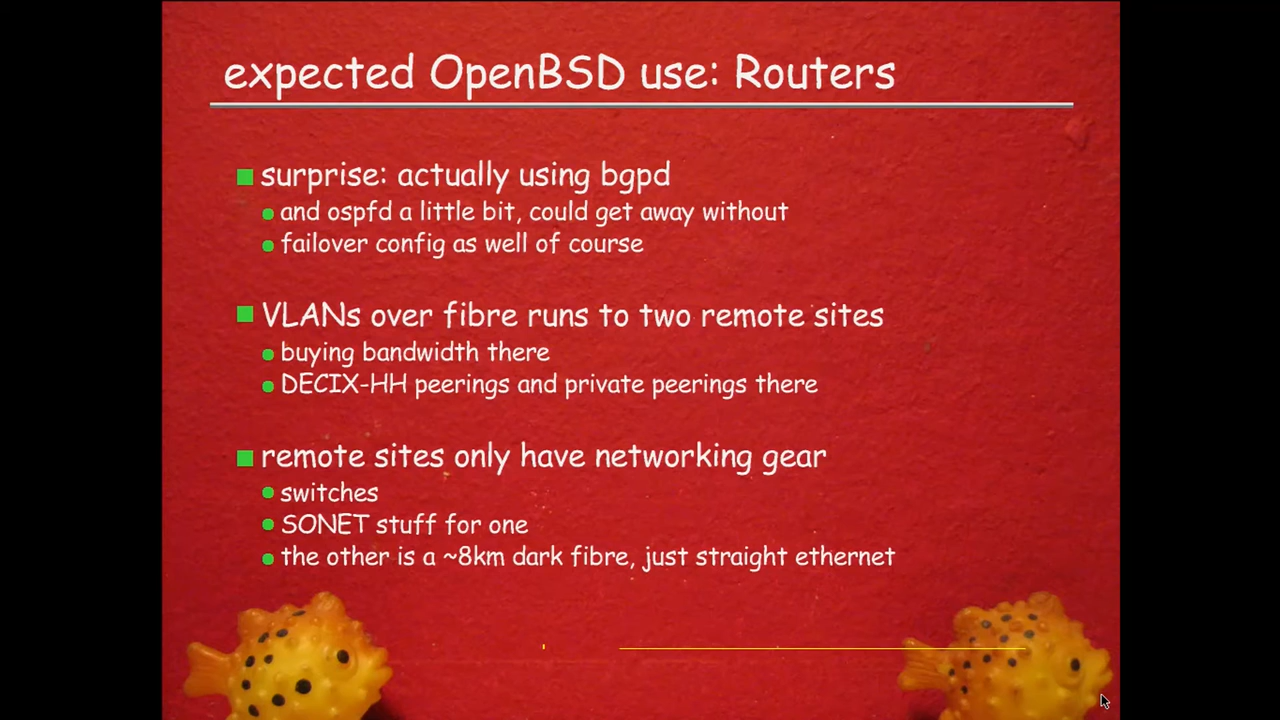 expected OpenBSD use: Routers
surprise: actually using bgpd
and ospfd a little bit, could get away without
failover config as well of course
VLANs over fibre runs to two remote sites
buying bandwidth there
DECIX-HH peerings and private peerings there
remote sites only have networking gear
switches
SONET stuff for one
the other is a ~8km dark fibre, just straight ethernet